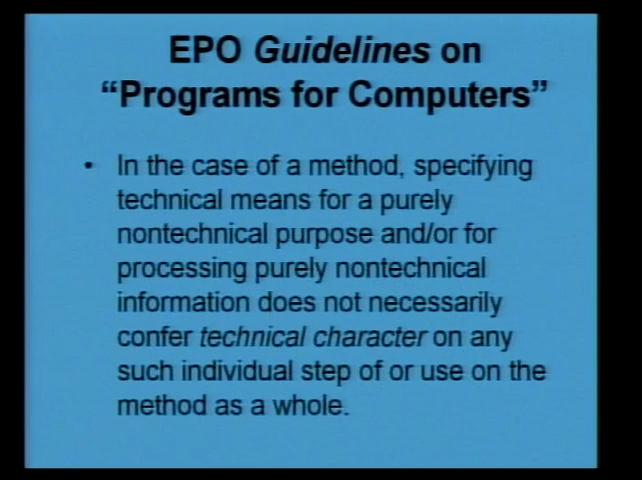 EPO Guidelines on
“Programs for Computers”
• In the case of a method, specifying
technical means for a purely
nontechnical purpose and/or for
processing purely nontechnical
information does not necessarily
confer technical character on any
such individual step of or use on the
method as a whole.